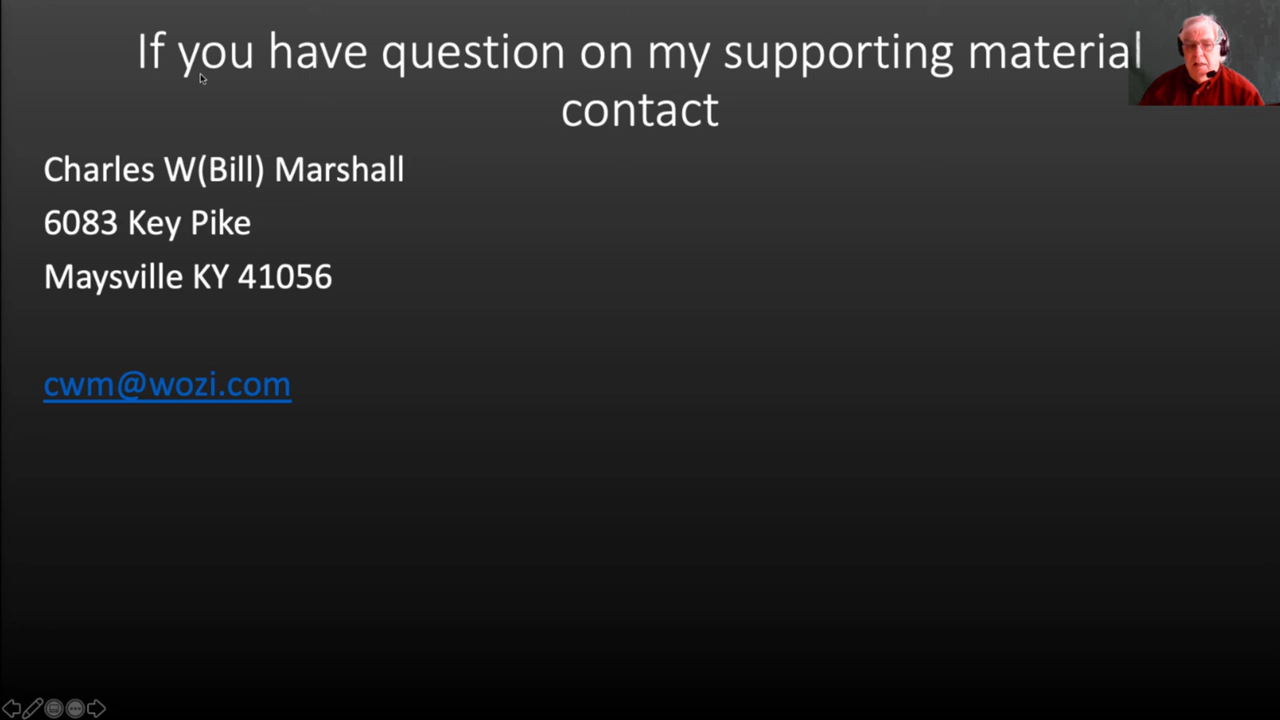 If you have question on my supporting material
contact
Charles W(Bill) Marshall
6083 Key Pike
Maysville KY 41056
cwm@wozi.com